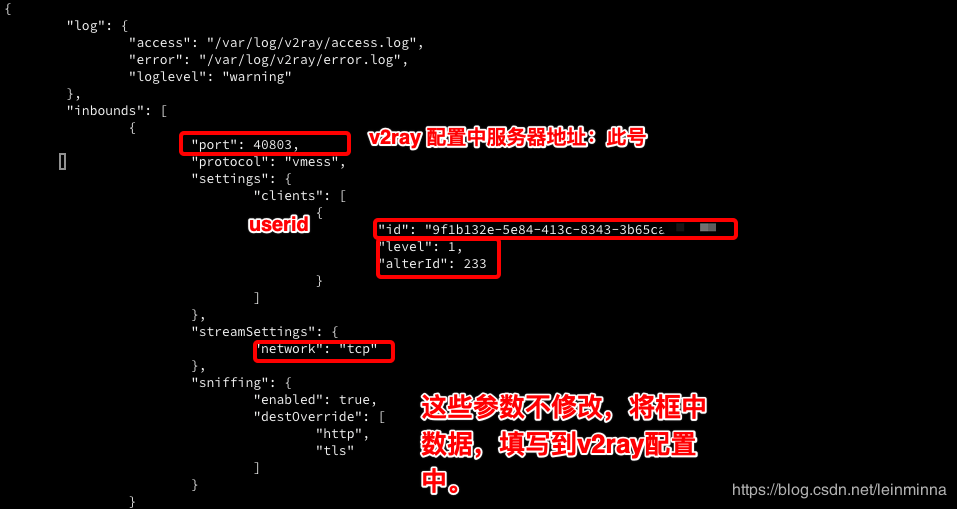 {
"log": {
"access": "/var/log/v2ray/access.log",
"error": "/var/log/v2ray/error.log",
"loglevel": "warning"
},
"inbounds": [
{
"port": 40803, v2ray 配置中服务器地址：此号
"protocol": "vmess",
"settings": {
"clients": [
userid {
"id": "9f1b132e-5e84-413c-8343-3b65ca
"level": 1,
"alterId": 233
}
]
},
"streamSettings": {
"network": "tcp"
},
"sniffing": {
"enabled": true,
"destOverride": [
"http",
"tls"
]
}
}
这些参数不修改，将框中
数据，填写到v2ray配置
中。
https://blog.csdn.net/leinminna